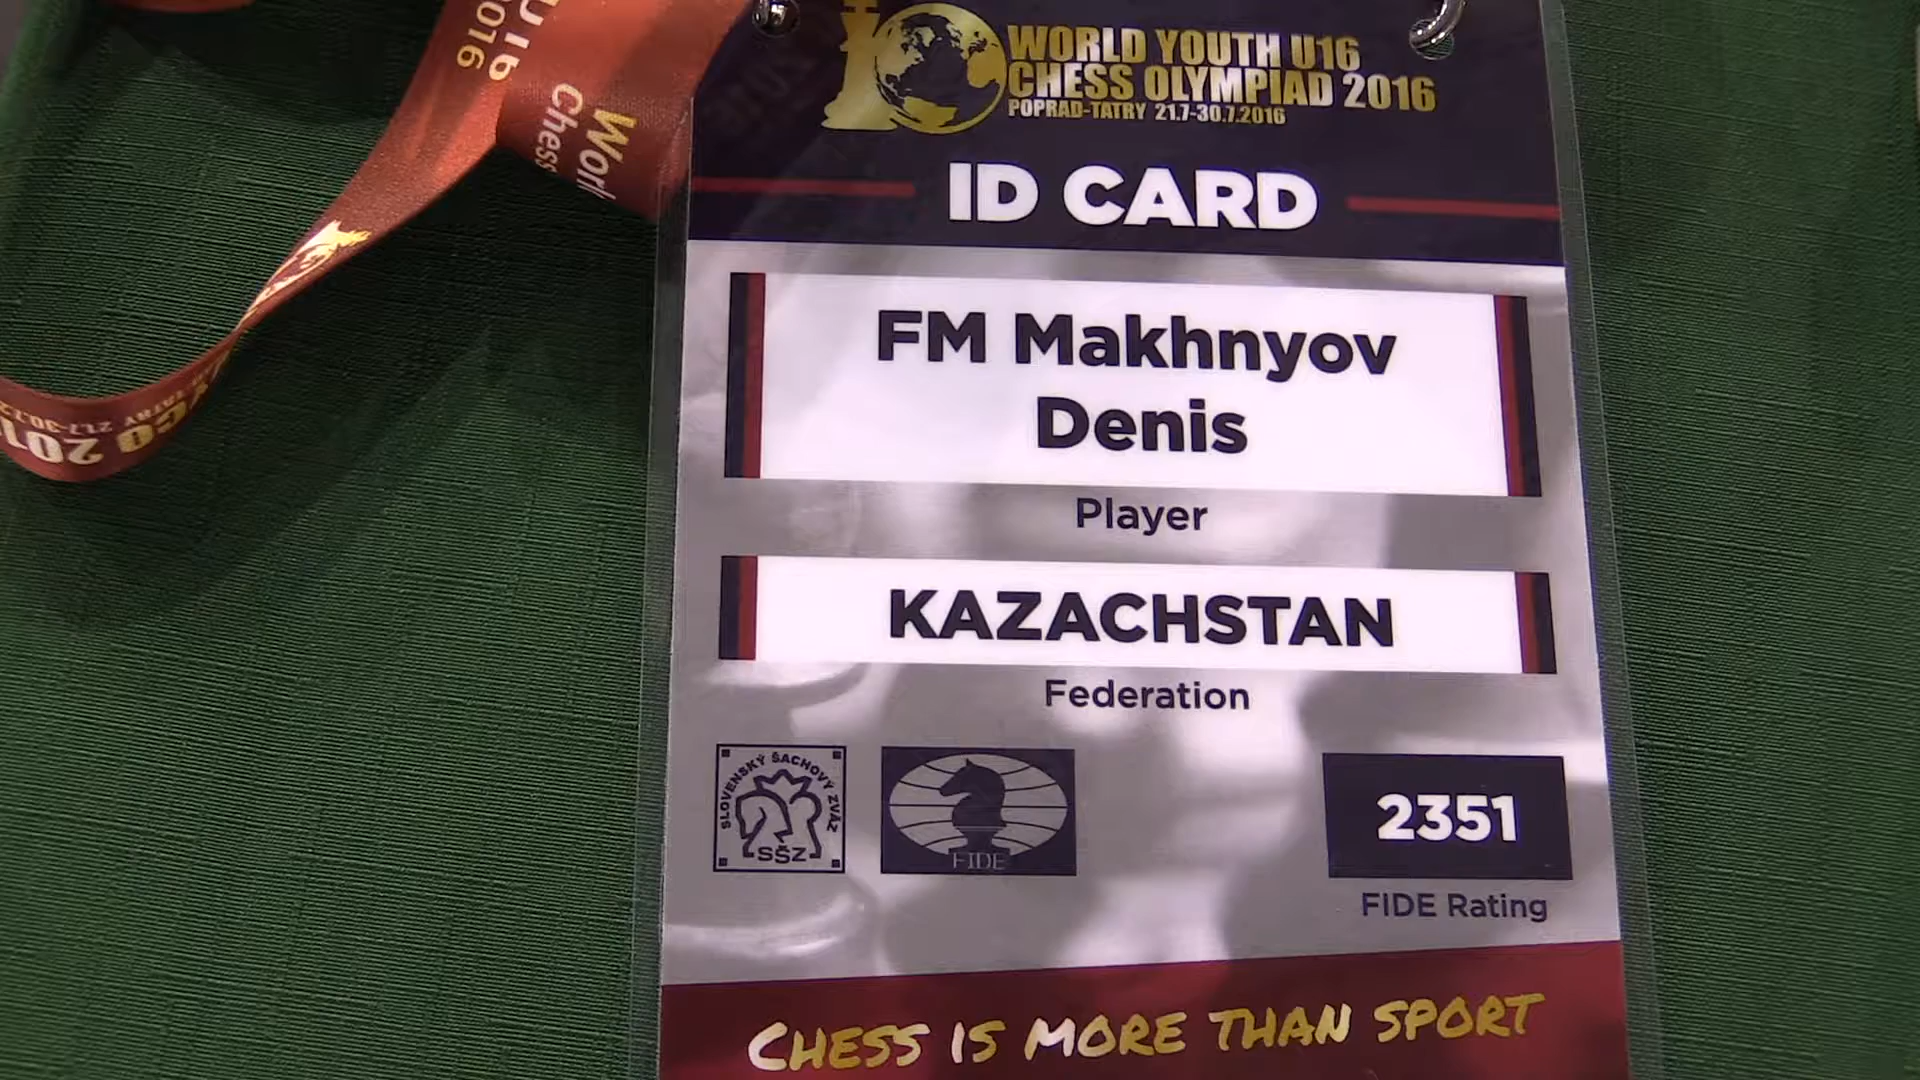 U16
2016
World
Chess
WORLD YOUTH U16
CHESS OLYMPIAD 2016
POPRAD-TATRY 21.7-30.7.2016
ID CARD
FM Makhnyov
Denis
Player
KAZACHSTAN
Federation
SLOVENSKÝ ŠACHOVÝ ZVÄZ
SŠZ
FIDE
2351
FIDE Rating
CHESS IS MORE THAN SPORT